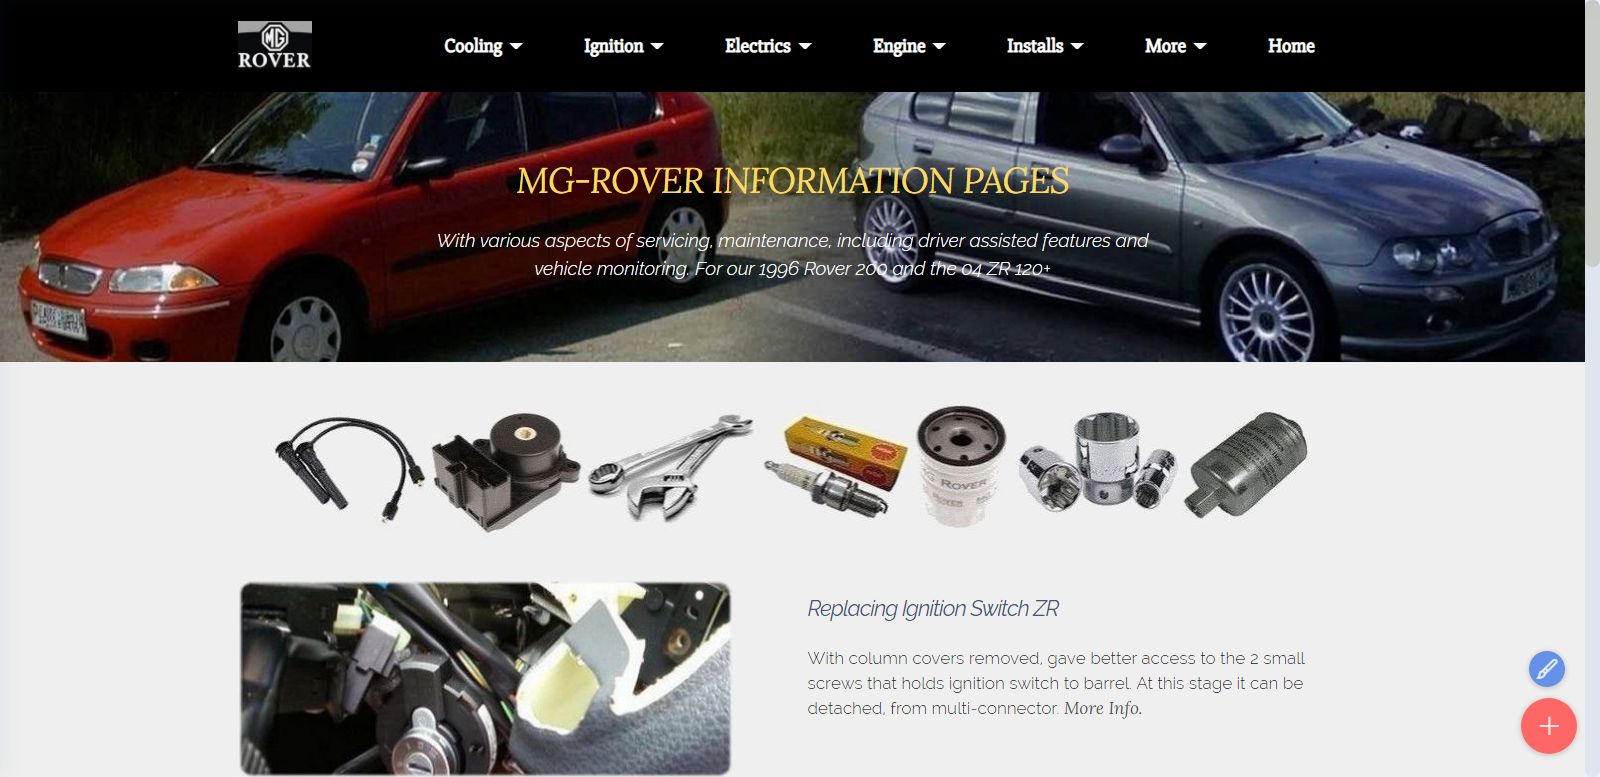 MG
ROVER
Cooling
Ignition
Electrics
Engine
Installs
More
Home
MG-ROVER INFORMATION PAGES
With various aspects of servicing, maintenance, including driver assisted features and
vehicle monitoring. For our 1996 Rover 200 and the 04 ZR 120+
MG ROVER
Replacing Ignition Switch ZR
With column covers removed, gave better access to the 2 small
screws that holds ignition switch to barrel. At this stage it can be
detached, from multi-connector. More Info.